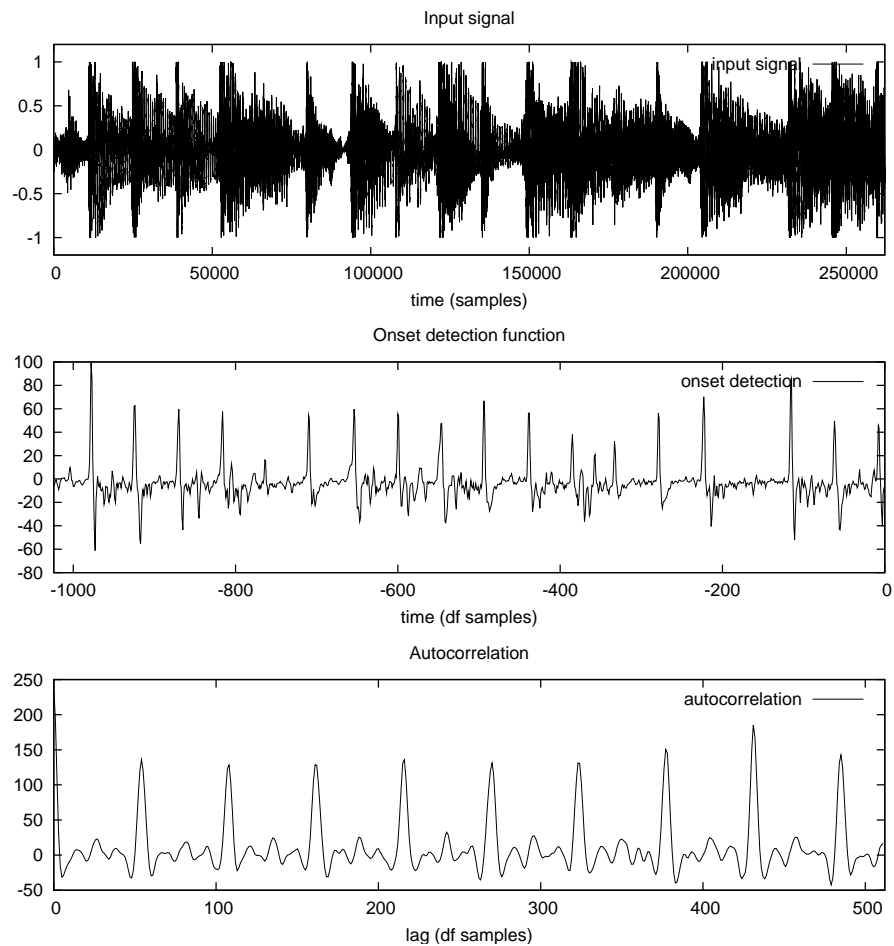 Input signal
input signal
1
0.5
0
-0.5
-1
0 50000 100000 150000 200000 250000
time (samples)
Onset detection function
onset detection
100
80
60
40
20
0
-20
-40
-60
-80
-1000 -800 -600 -400 -200 0
time (df samples)
Autocorrelation
autocorrelation
250
200
150
100
50
0
-50
0 100 200 300 400 500
lag (df samples)